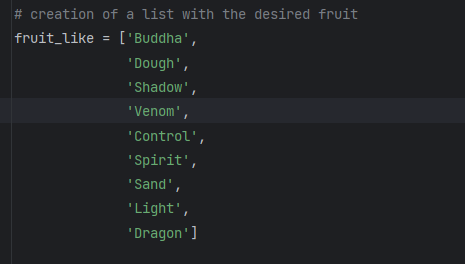 # creation of a list with the desired fruit
fruit_like = ['Buddha',
'Dough',
'Shadow',
'Venom',
'Control',
'Spirit',
'Sand',
'Light',
'Dragon']